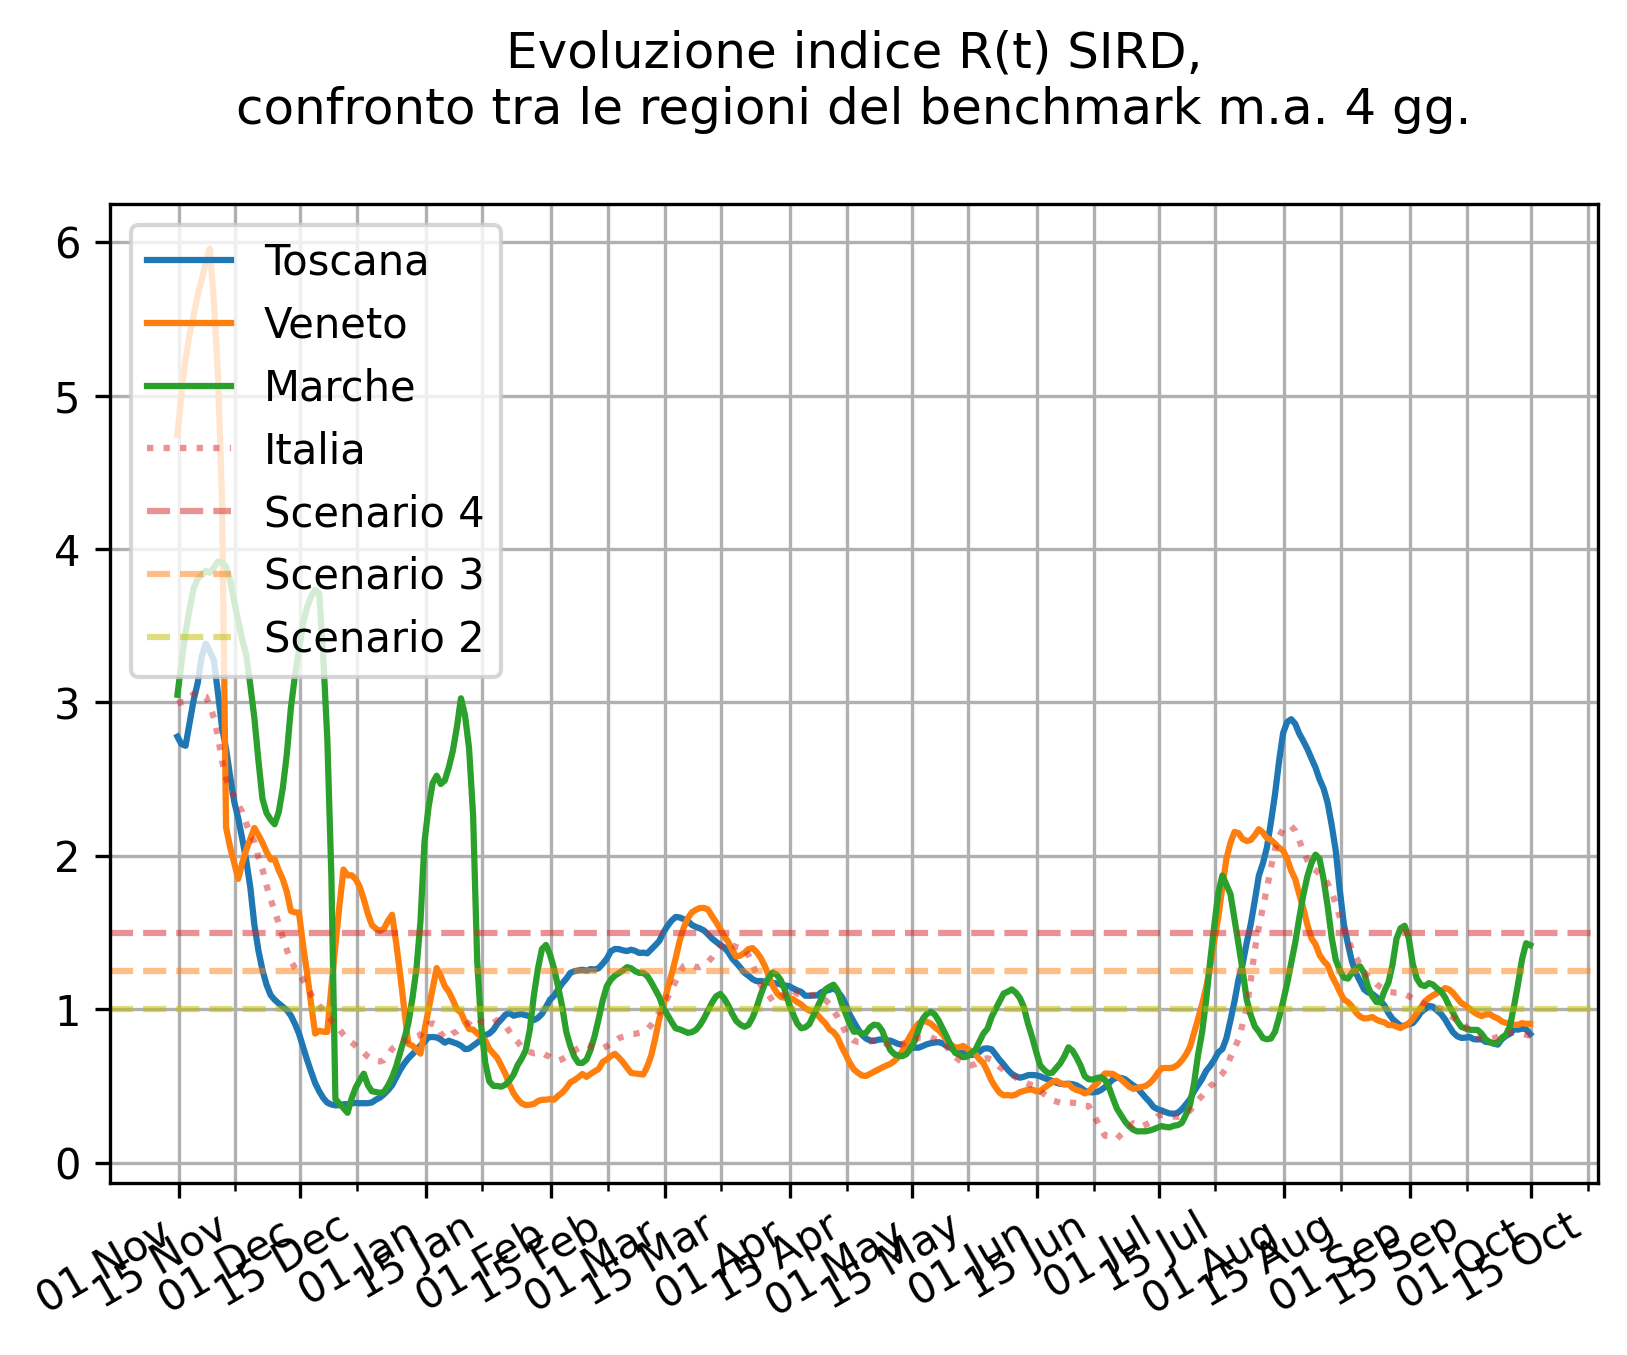 Evoluzione indice R(t) SIRD,
confronto tra le regioni del benchmark m.a. 4 gg.
6
5
4
3
2
1
0
Toscana
Veneto
Marche
Italia
Scenario 4
Scenario 3
Scenario 2
01 Nov
15 Nov
01 Dec
15 Dec
01 Jan
15 Jan
01 Feb
15 Feb
01 Mar
15 Mar
01 Apr
15 Apr
01 May
15 May
01 Jun
15 Jun
01 Jul
15 Jul
01 Aug
15 Aug
01 Sep
15 Sep
01 Oct
15 Oct